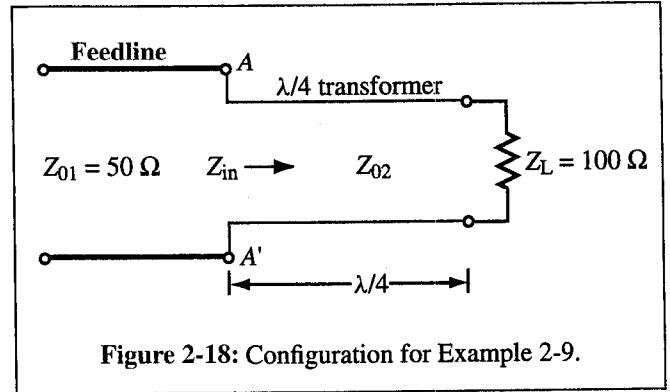 Feedline
A
λ/4 transformer
Z01 = 50 Ω
Zin
Z02
ZL = 100 Ω
A'
λ/4
Figure 2-18: Configuration for Example 2-9.